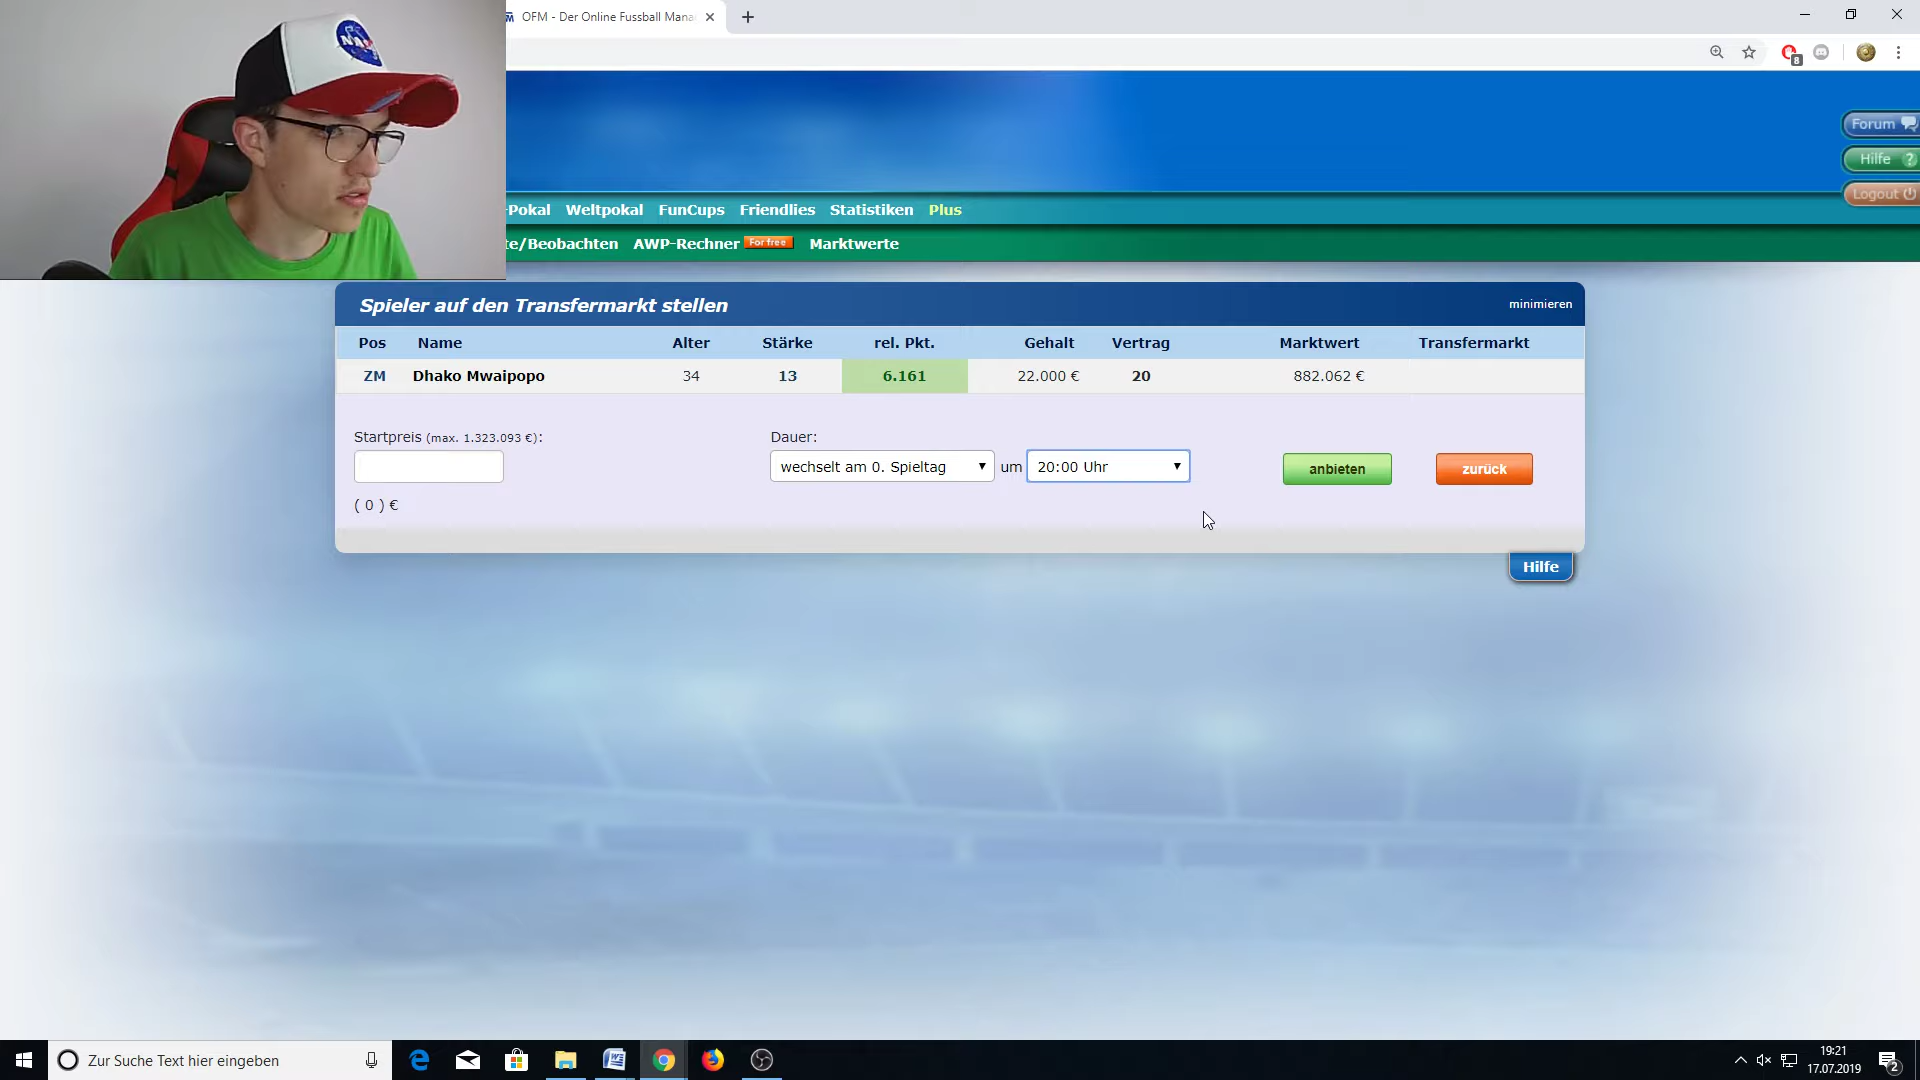 OFM - Der Online Fussball Mana
8
NASA
Forum
Hilfe ?
Logout
-Pokal Weltpokal FunCups Friendlies Statistiken Plus
te/Beobachten AWP-Rechner For free Marktwerte
Spieler auf den Transfermarkt stellen minimieren
Pos Name Alter Stärke rel. Pkt. Gehalt Vertrag Marktwert Transfermarkt
ZM Dhako Mwaipopo 34 13 6.161 22.000 € 20 882.062 €
Startpreis (max. 1.323.093 €): Dauer:
wechselt am 0. Spieltag um 20:00 Uhr anbieten zurück
( 0 ) €
Hilfe
Zur Suche Text hier eingeben
19:21
17.07.2019
2